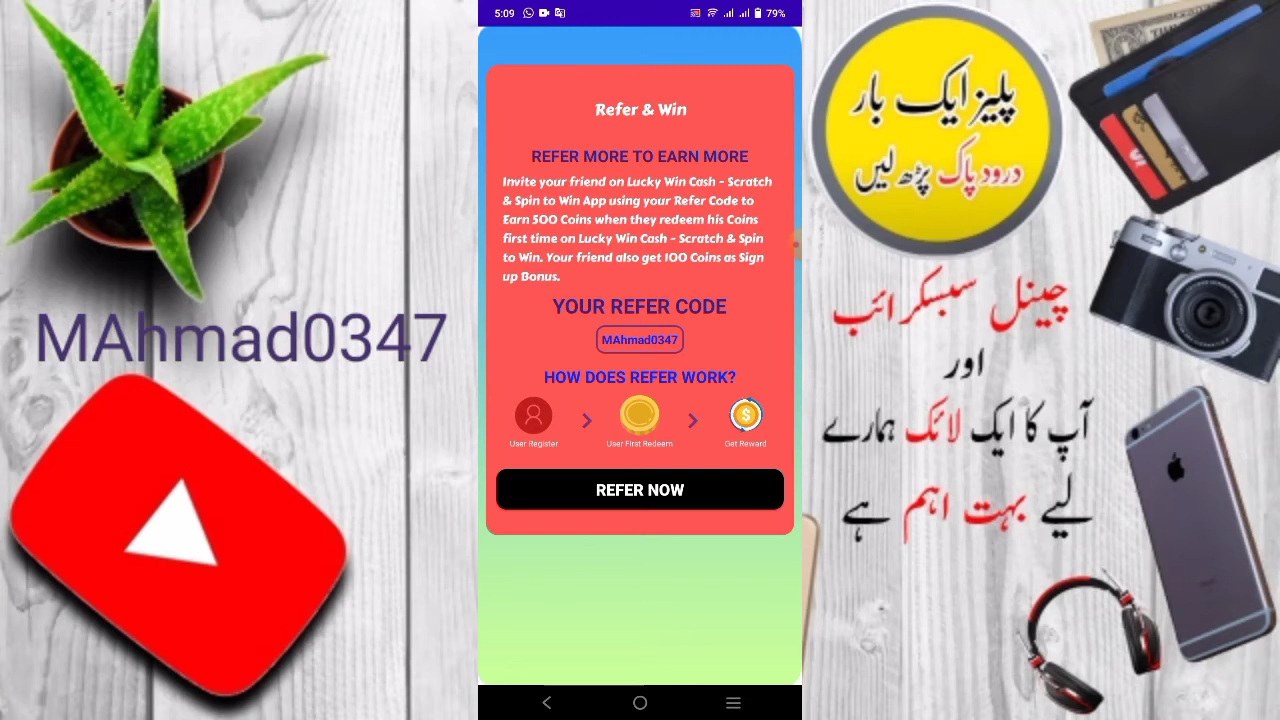 MAhmad0347
5:09
79%
Refer & Win
REFER MORE TO EARN MORE
Invite your friend on Lucky Win Cash - Scratch
& Spin to Win App using your Refer Code to
Earn 500 Coins when they redeem his Coins
first time on Lucky Win Cash - Scratch & Spin
to Win. Your friend also get 100 Coins as Sign
up Bonus.
YOUR REFER CODE
MAhmad0347
HOW DOES REFER WORK?
User Register
User First Redeem
Get Reward
REFER NOW
پلیز ایک بار
درود پاک پڑھ لیں
چینل سبسکرائب
اور
آپ کا ایک لائک ہمارے
لیے بہت اہم ہے